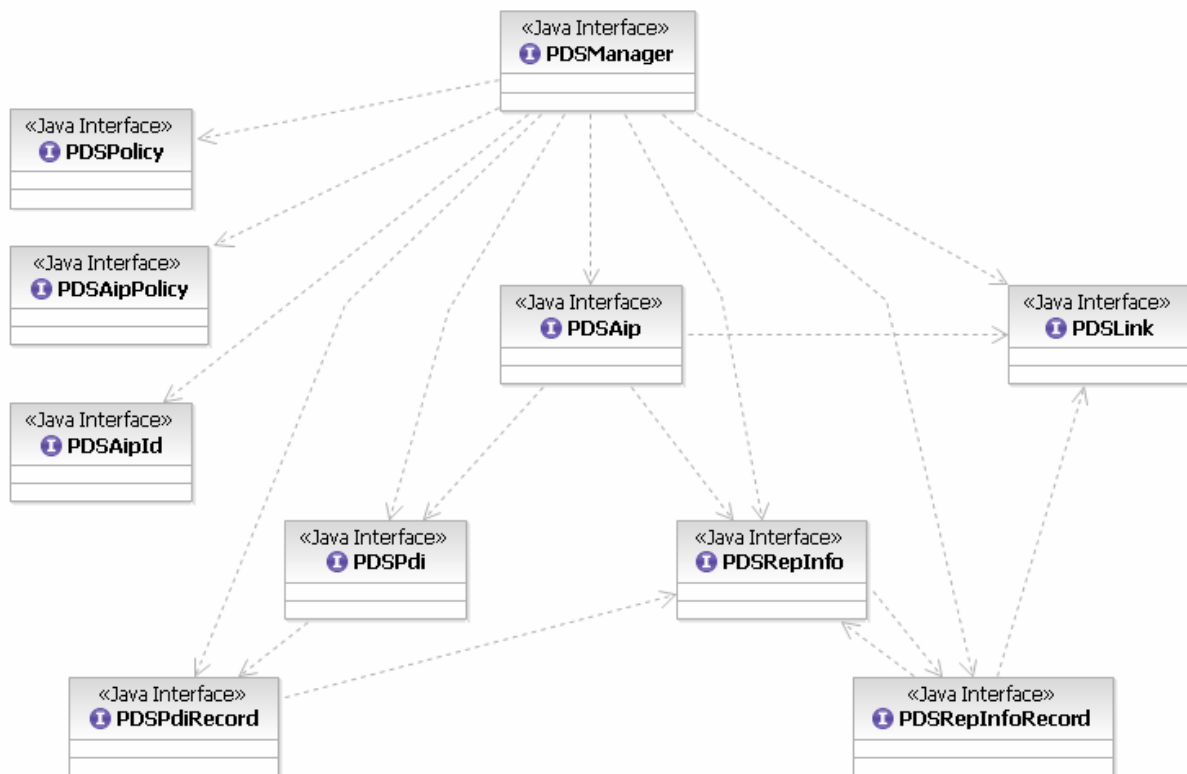 «Java Interface»
PDSManager
«Java Interface»
PDSPolicy
«Java Interface»
PDSAipPolicy
«Java Interface»
PDSAip
«Java Interface»
PDSLink
«Java Interface»
PDSAipId
«Java Interface»
PDSPdi
«Java Interface»
PDSRepInfo
«Java Interface»
PDSPdiRecord
«Java Interface»
PDSRepInfoRecord